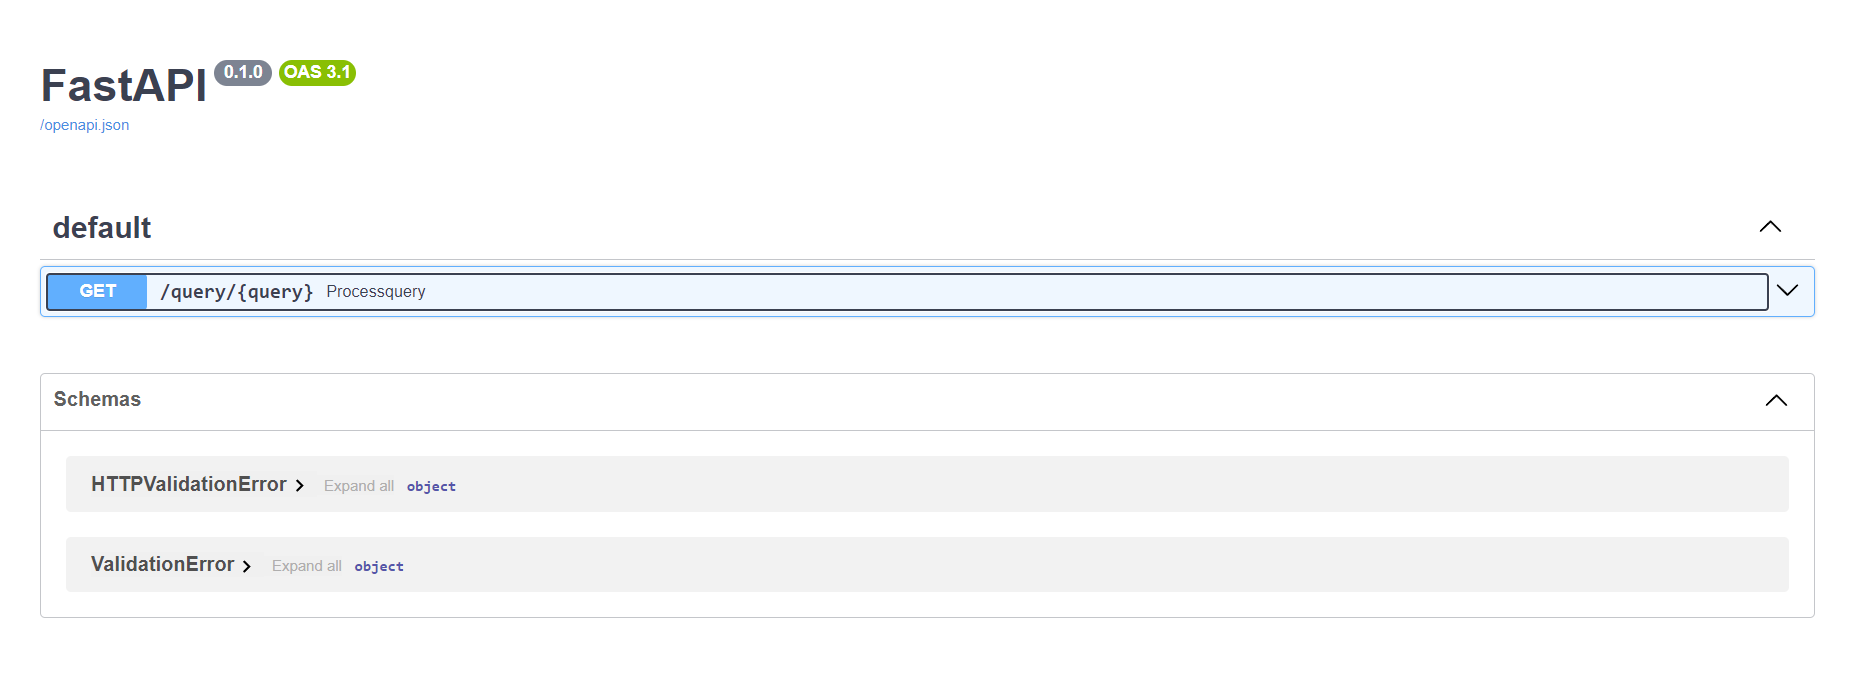 FastAPI 0.1.0 OAS 3.1
/openapi.json
default
GET /query/{query} Processquery
Schemas
HTTPValidationError Expand all object
ValidationError Expand all object